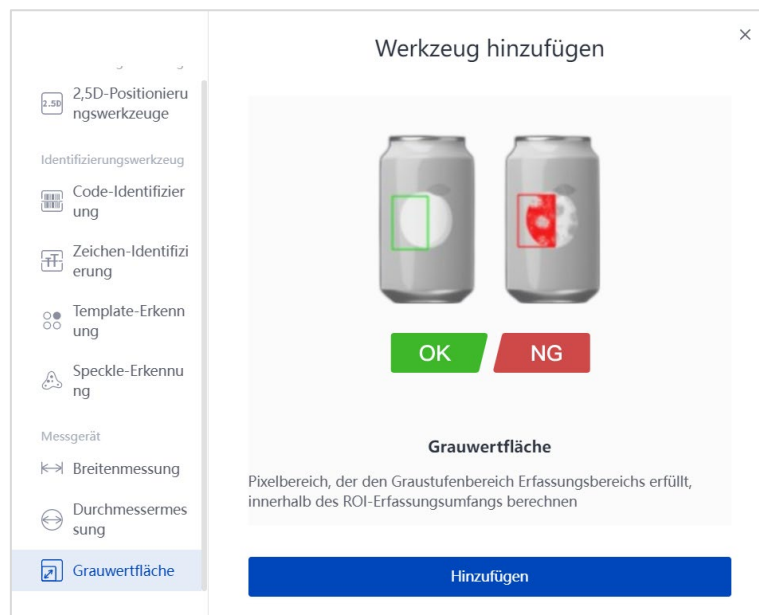 Werkzeug hinzufügen
2.5D
2,5D-Positionieru
ngswerkzeuge
Identifizierungswerkzeug
Code-Identifizier
ung
Zeichen-Identifizi
erung
Template-Erkenn
ung
Speckle-Erkennu
ng
Messgerät
Breitenmessung
Durchmessermes
sung
Grauwertfläche
OK
NG
Grauwertfläche
Pixelbereich, der den Graustufenbereich Erfassungsbereichs erfüllt,
innerhalb des ROI-Erfassungsumfangs berechnen
Hinzufügen